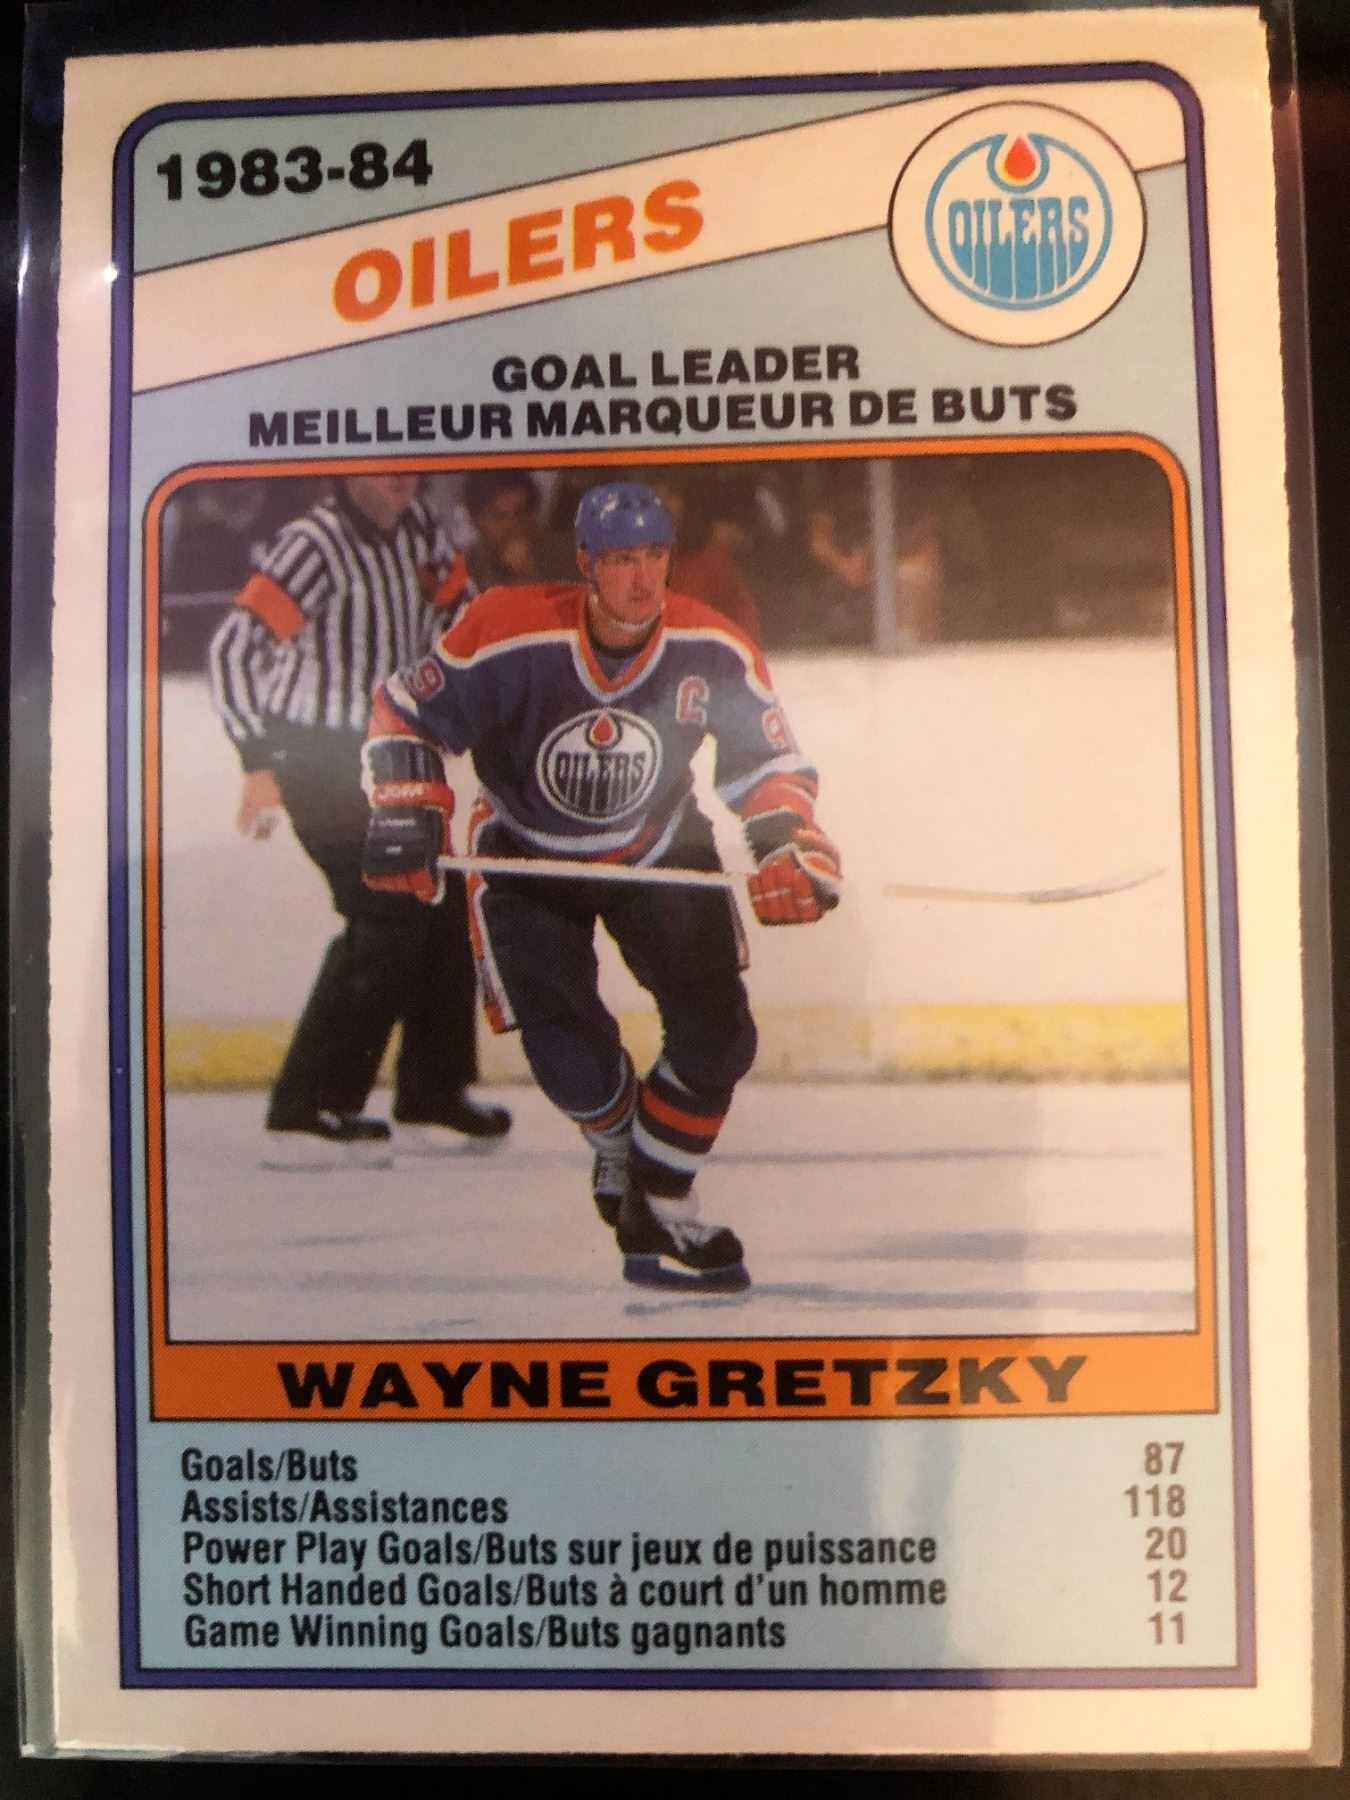 1983-84
OILERS
OILERS
GOAL LEADER
MEILLEUR MARQUEUR DE BUTS
C
OILERS
WAYNE GRETZKY
Goals/Buts 87
Assists/Assistances 118
Power Play Goals/Buts sur jeux de puissance 20
Short Handed Goals/Buts à court d'un homme 12
Game Winning Goals/Buts gagnants 11